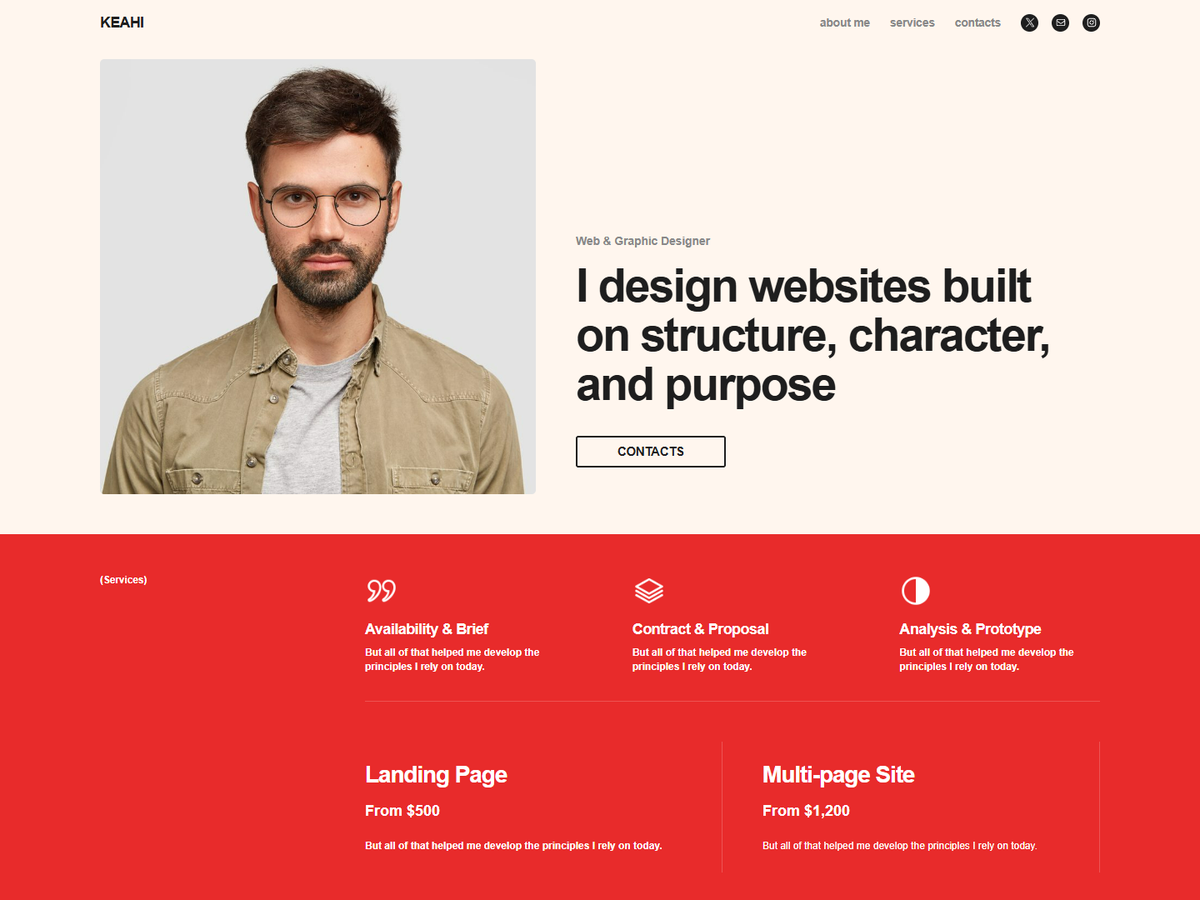 KEAHI
about me services contacts
Web & Graphic Designer
I design websites built
on structure, character,
and purpose
CONTACTS
(Services)
Availability & Brief
But all of that helped me develop the
principles I rely on today.
Contract & Proposal
But all of that helped me develop the
principles I rely on today.
Analysis & Prototype
But all of that helped me develop the
principles I rely on today.
Landing Page
From $500
But all of that helped me develop the principles I rely on today.
Multi-page Site
From $1,200
But all of that helped me develop the principles I rely on today.